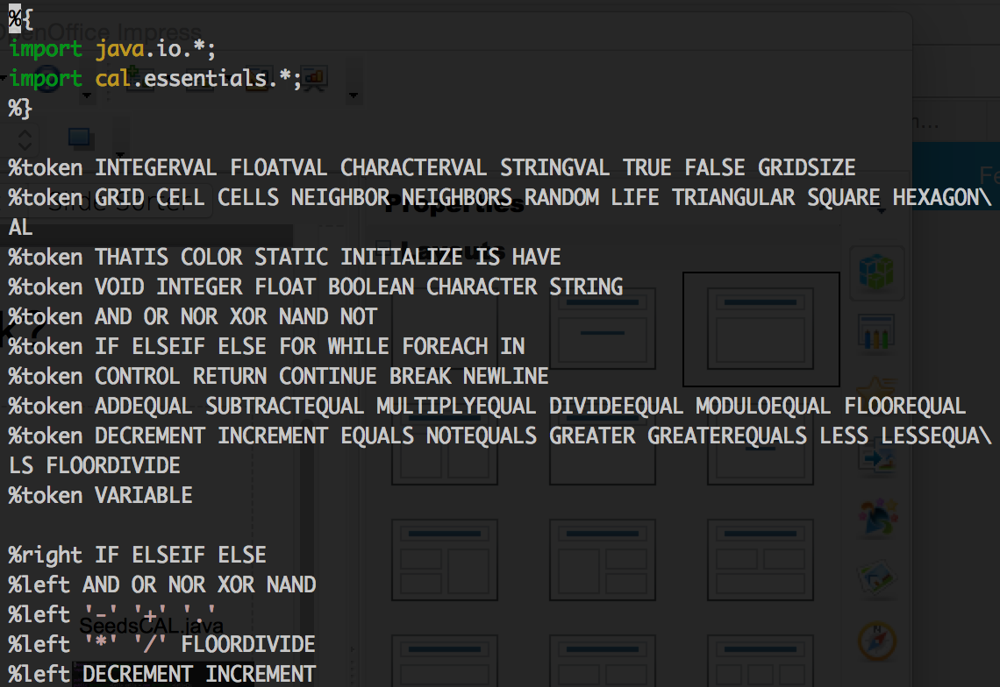 %{
OpenOffice Impress
import java.io.*;
import cal.essentials.*;
%}
%token INTEGERVAL FLOATVAL CHARACTERVAL STRINGVAL TRUE FALSE GRIDSIZE
%token GRID CELL CELLS NEIGHBOR NEIGHBORS RANDOM LIFE TRIANGULAR SQUARE HEXAGON\
AL
Slide Sorter
Properties
%token THATIS COLOR STATIC INITIALIZE IS HAVE
Layouts
%token VOID INTEGER FLOAT BOOLEAN CHARACTER STRING
%token AND OR NOR XOR NAND NOT
%token IF ELSEIF ELSE FOR WHILE FOREACH IN
%token CONTROL RETURN CONTINUE BREAK NEWLINE
%token ADDEQUAL SUBTRACTEQUAL MULTIPLYEQUAL DIVIDEEQUAL MODULOEQUAL FLOOREQUAL
%token DECREMENT INCREMENT EQUALS NOTEQUALS GREATER GREATEREQUALS LESS LESSEQUA\
LS FLOORDIVIDE
%token VARIABLE
%right IF ELSEIF ELSE
%left AND OR NOR XOR NAND
%left '-' '+' '.'
SeedsCAL.java
%left '*' '/' FLOORDIVIDE
%left DECREMENT INCREMENT